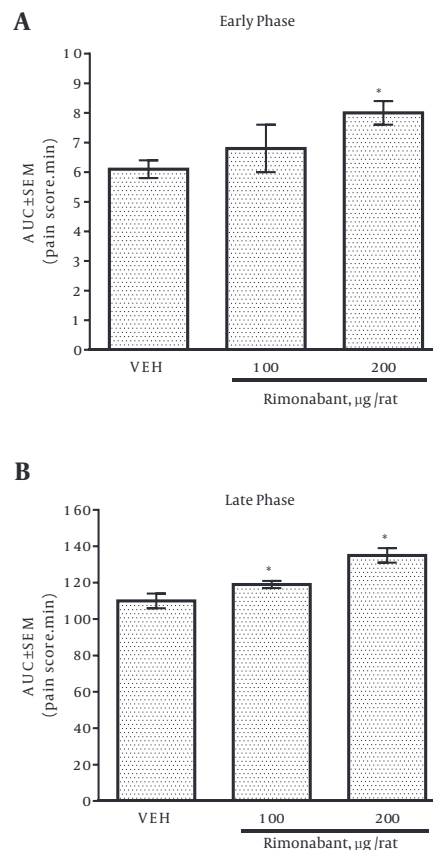 A
Early Phase
10
9
8
7
6
5
4
3
2
1
0
AUC±SEM
(pain score.min)
*
VEH
100
200
Rimonabant, µg/rat
B
Late Phase
160
140
120
100
80
60
40
20
0
AUC±SEM
(pain score.min)
*
*
VEH
100
200
Rimonabant, µg/rat